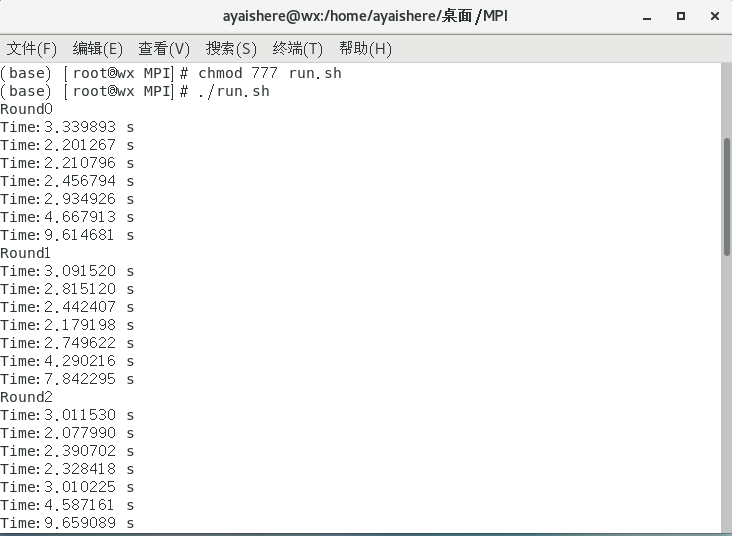 ayaishere@wx:/home/ayaishere/桌面/MPI
文件(F) 编辑(E) 查看(V) 搜索(S) 终端(T) 帮助(H)
(base) [root@wx MPI]# chmod 777 run.sh
(base) [root@wx MPI]# ./run.sh
Round0
Time:3.339893 s
Time:2.201267 s
Time:2.210796 s
Time:2.456794 s
Time:2.934926 s
Time:4.667913 s
Time:9.614681 s
Round1
Time:3.091520 s
Time:2.815120 s
Time:2.442407 s
Time:2.179198 s
Time:2.749622 s
Time:4.290216 s
Time:7.842295 s
Round2
Time:3.011530 s
Time:2.077990 s
Time:2.390702 s
Time:2.328418 s
Time:3.010225 s
Time:4.587161 s
Time:9.659089 s